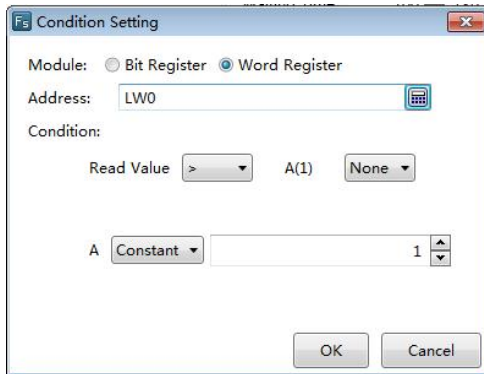 Fs Condition Setting
Module: Bit Register Word Register
Address: LW0
Condition:
Read Value > A(1) None
A Constant 1
OK Cancel